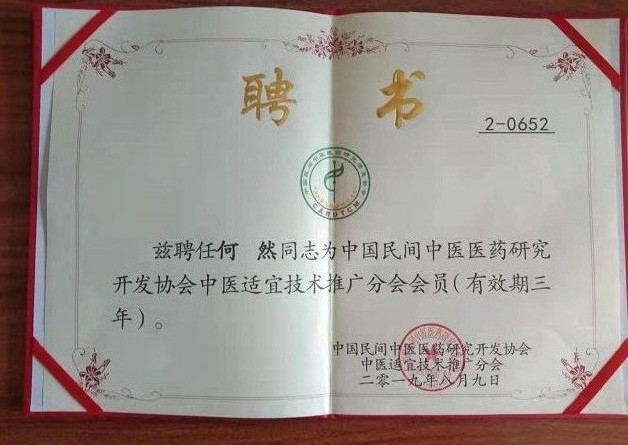 聘 书
2-0652
CARDTCM
兹聘任何 然同志为中国民间中医医药研究
开发协会中医适宜技术推广分会会员(有效期三
年)。
中国民间中医医药研究开发协会
中医适宜技术推广分会
二零一九年八月九日